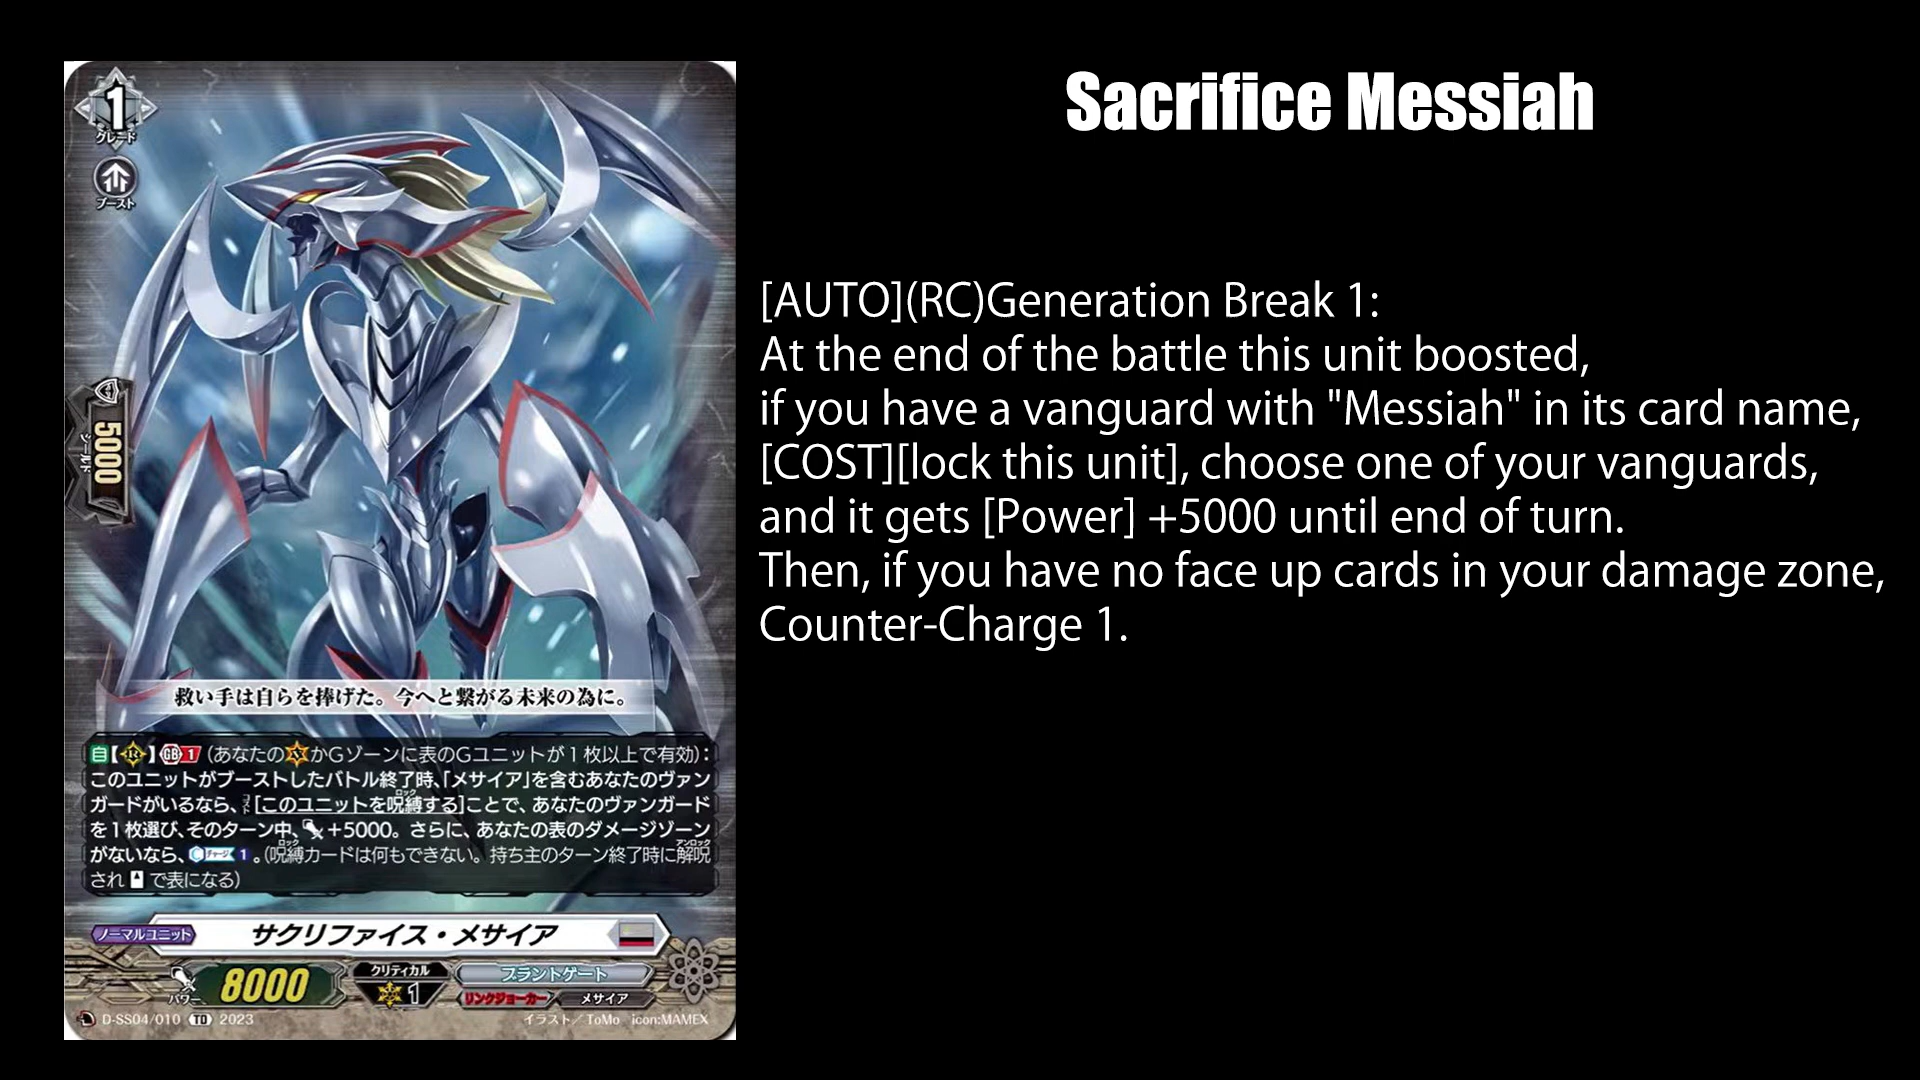 1
グレード
ブースト
5000
シールド
救い手は自らを捧げた。今へと繋がる未来の為に。
自【R】GB1(あなたのVかGゾーンに表のGユニットが1枚以上で有効):
このユニットがブーストしたバトル終了時、「メサイア」を含むあなたのヴァン
ガードがいるなら、コスト[このユニットを呪縛する]ことで、あなたのヴァンガード
を1枚選び、そのターン中、+5000。さらに、あなたの表のダメージゾーン
がないなら、Cチャージ1。(呪縛カードは何もできない。持ち主のターン終了時に解呪
され で表になる)
ノーマルユニット
サクリファイス・メサイア
パワー 8000
クリティカル
1
ブラントゲート
リンクジョーカー
メサイア
D-SS04/010 TD 2023
イラスト/ToMo icon:MAMEX
Sacrifice Messiah
[AUTO](RC)Generation Break 1:
At the end of the battle this unit boosted,
if you have a vanguard with "Messiah" in its card name,
[COST][lock this unit], choose one of your vanguards,
and it gets [Power] +5000 until end of turn.
Then, if you have no face up cards in your damage zone,
Counter-Charge 1.